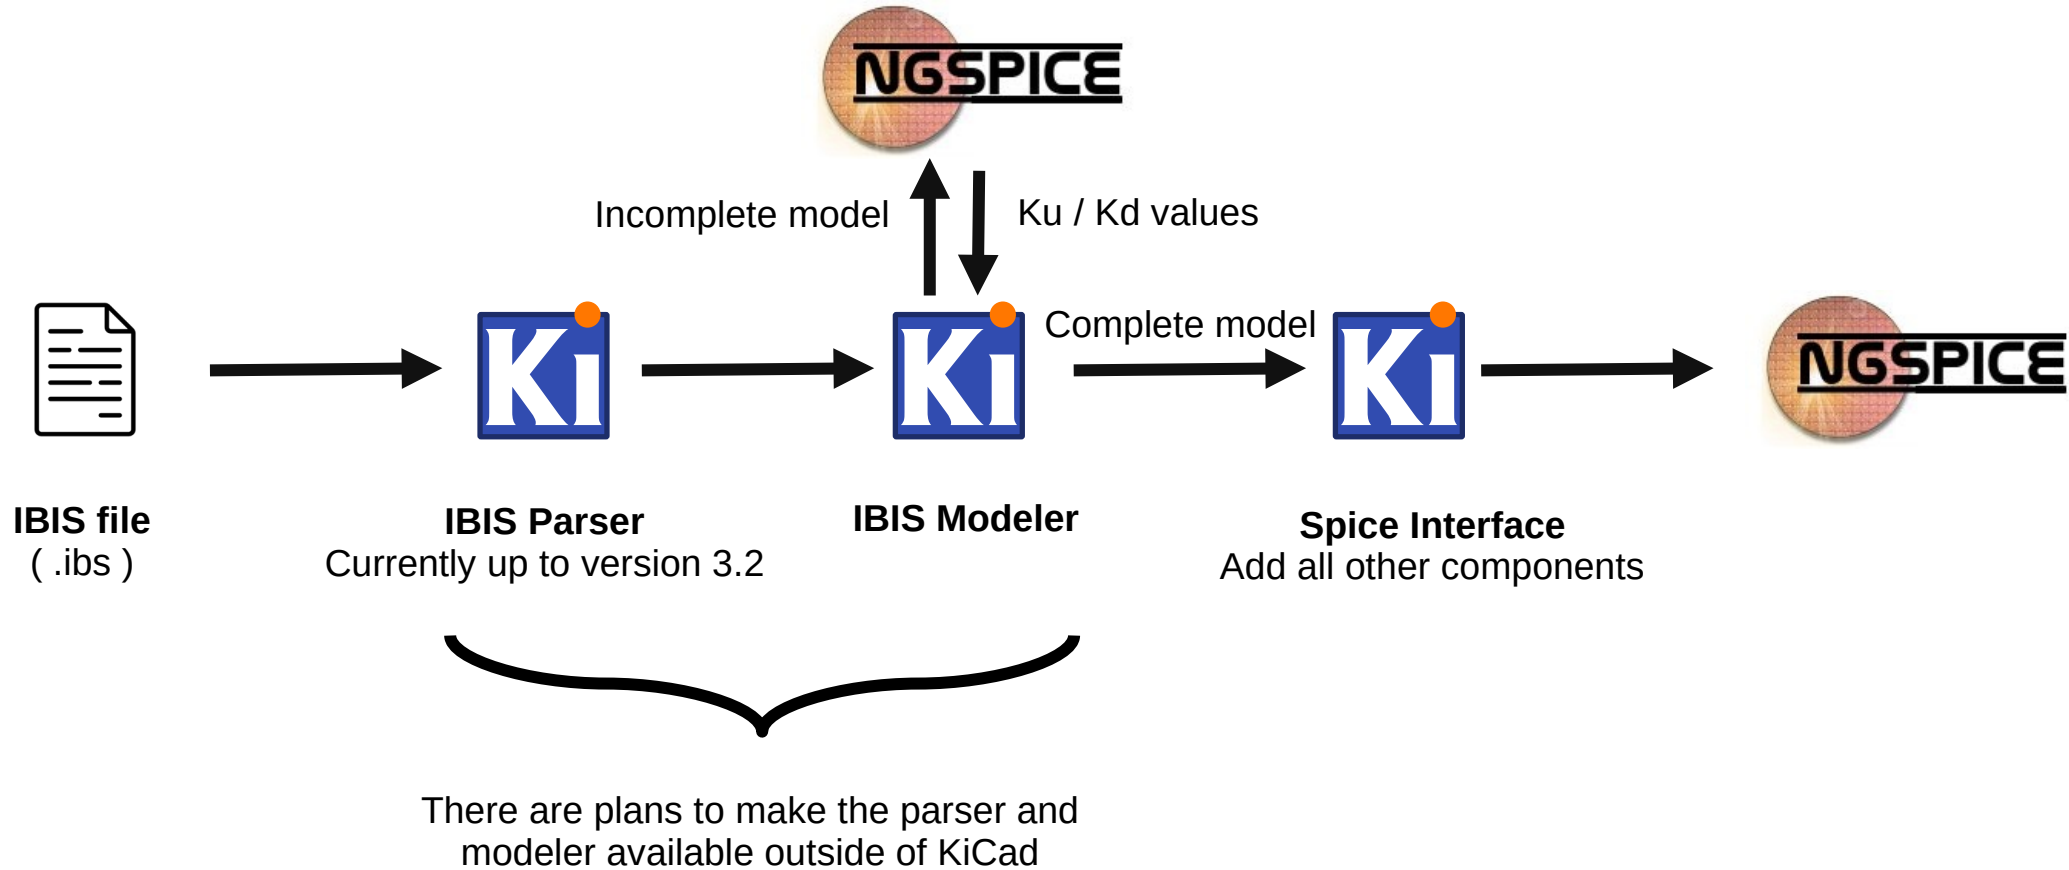 NGSPICE
Incomplete model
Ku / Kd values
Complete model
Ki
Ki
Ki
NGSPICE
IBIS file
( .ibs )
IBIS Parser
Currently up to version 3.2
IBIS Modeler
Spice Interface
Add all other components
There are plans to make the parser and
modeler available outside of KiCad